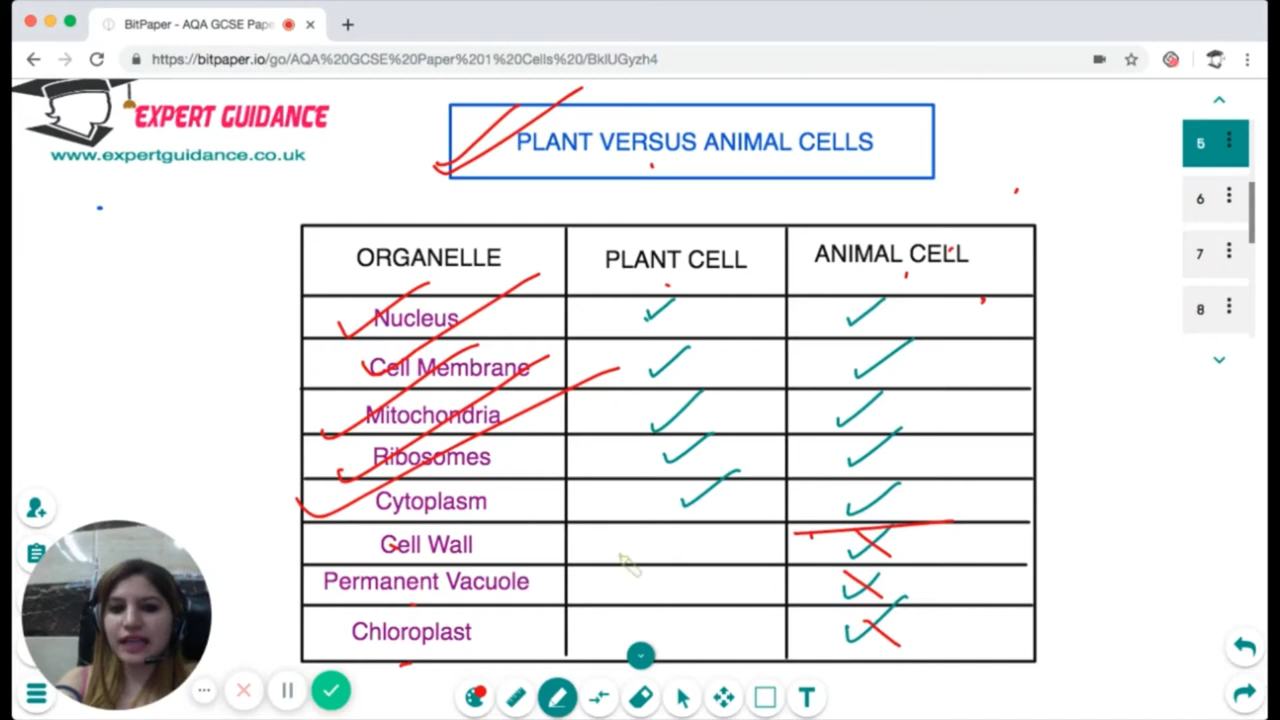 BitPaper - AQA GCSE Pape
https://bitpaper.io/go/AQA%20GCSE%20Paper%201%20Cells%20/BklUGyzh4
EXPERT GUIDANCE
www.expertguidance.co.uk
PLANT VERSUS ANIMAL CELLS
5
6
7
8
ORGANELLE PLANT CELL ANIMAL CELL
Nucleus
Cell Membrane
Mitochondria
Ribosomes
Cytoplasm
Cell Wall
Permanent Vacuole
Chloroplast
T